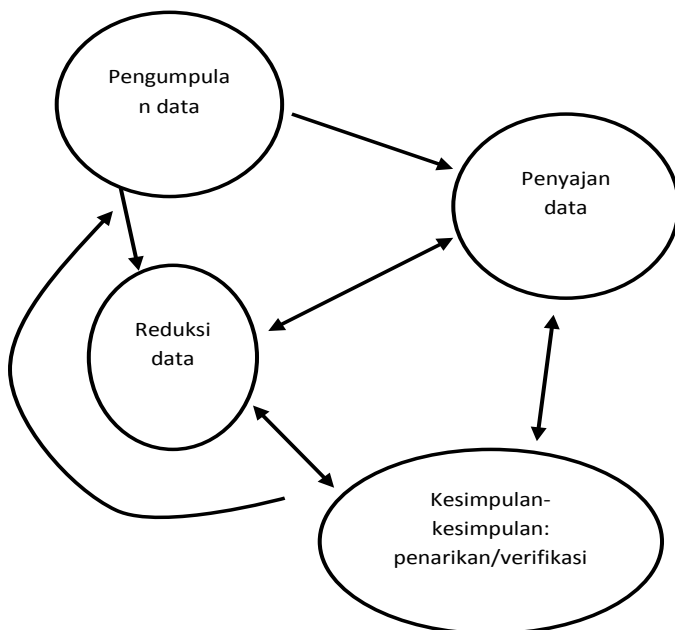 Pengumpula
n data
Penyajan
data
Reduksi
data
Kesimpulan-
kesimpulan:
penarikan/verifikasi